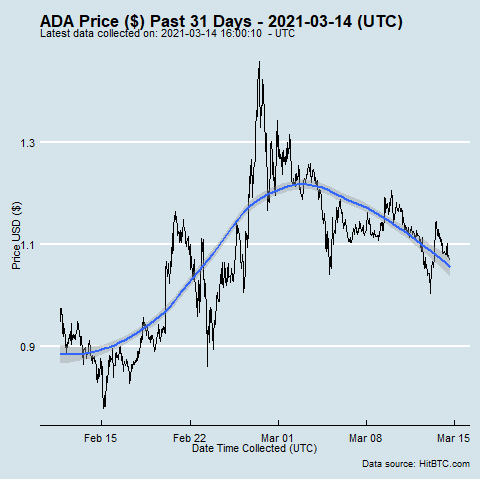 ADA Price ($) Past 31 Days - 2021-03-14 (UTC)
Latest data collected on: 2021-03-14 16:00:10 - UTC
1.3
1.1
0.9
Price USD ($)
Feb 15
Feb 22
Mar 01
Mar 08
Mar 15
Date Time Collected (UTC)
Data source: HitBTC.com